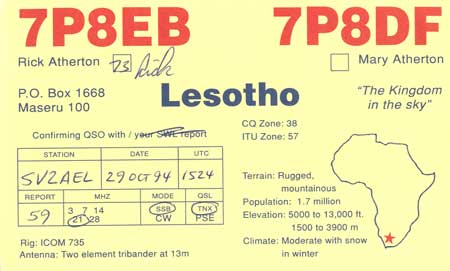 7P8EB 7P8DF
Rick Atherton 73 Rick Mary Atherton
P.O. Box 1668
Maseru 100
Lesotho
"The Kingdom
in the sky"
Confirming QSO with / your SWL report
CQ Zone: 38
ITU Zone: 57
STATION DATE UTC
SV2AEL 29 OCT 94 1524
REPORT MHZ MODE QSL
59 3 7 14 SSB TNX
21 28 CW PSE
Terrain: Rugged,
mountainous
Population: 1.7 million
Elevation: 5000 to 13,000 ft.
1500 to 3900 m
Climate: Moderate with snow
in winter
Rig: ICOM 735
Antenna: Two element tribander at 13m